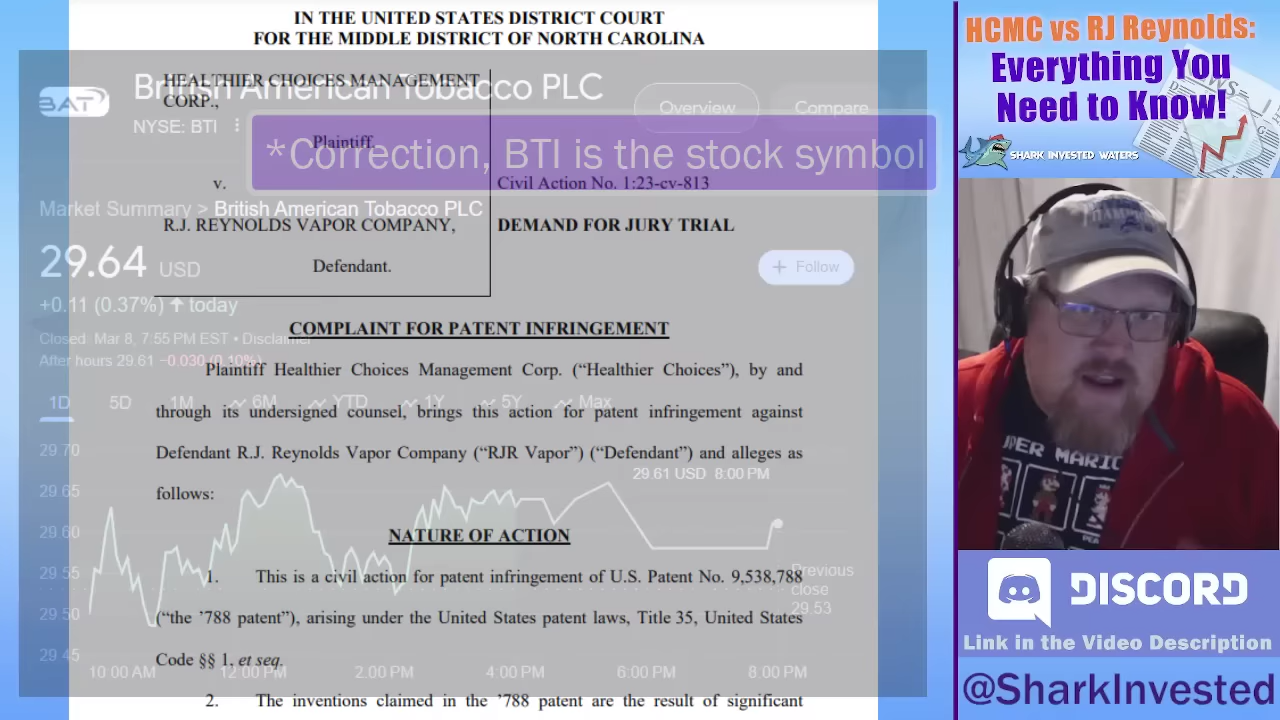 IN THE UNITED STATES DISTRICT COURT
FOR THE MIDDLE DISTRICT OF NORTH CAROLINA
HEALTHIER CHOICES MANAGEMENT
CORP.,
Plaintiff,
v.
Civil Action No. 1:23-cv-813
R.J. REYNOLDS VAPOR COMPANY,
DEMAND FOR JURY TRIAL
Defendant.
COMPLAINT FOR PATENT INFRINGEMENT
Plaintiff Healthier Choices Management Corp. (“Healthier Choices”), by and
through its undersigned counsel, brings this action for patent infringement against
Defendant R.J. Reynolds Vapor Company (“RJR Vapor”) (“Defendant”) and alleges as
follows:
NATURE OF ACTION
1. This is a civil action for patent infringement of U.S. Patent No. 9,538,788
(“the ’788 patent”), arising under the United States patent laws, Title 35, United States
Code §§ 1, et seq.
2. The inventions claimed in the ’788 patent are the result of significant
BAT
British American Tobacco PLC
NYSE: BTI
Overview
Compare
*Correction, BTI is the stock symbol
Market Summary > British American Tobacco PLC
29.64 USD
+ Follow
+0.11 (0.37%) ↑ today
Closed: Mar 8, 7:55 PM EST • Disclaimer
After hours 29.61 −0.030 (0.10%)
1D 5D 1M 6M YTD 1Y 5Y Max
29.70
29.61 USD 8:00 PM
29.65
29.60
29.55
Previous
close
29.53
29.50
29.45
10:00 AM 12:00 PM 2:00 PM 4:00 PM 6:00 PM 8:00 PM
HCMC vs RJ Reynolds:
Everything You
Need to Know!
SHARK INVESTED WATERS
SUPER MARIO
DISCORD
Link in the Video Description
@SharkInvested